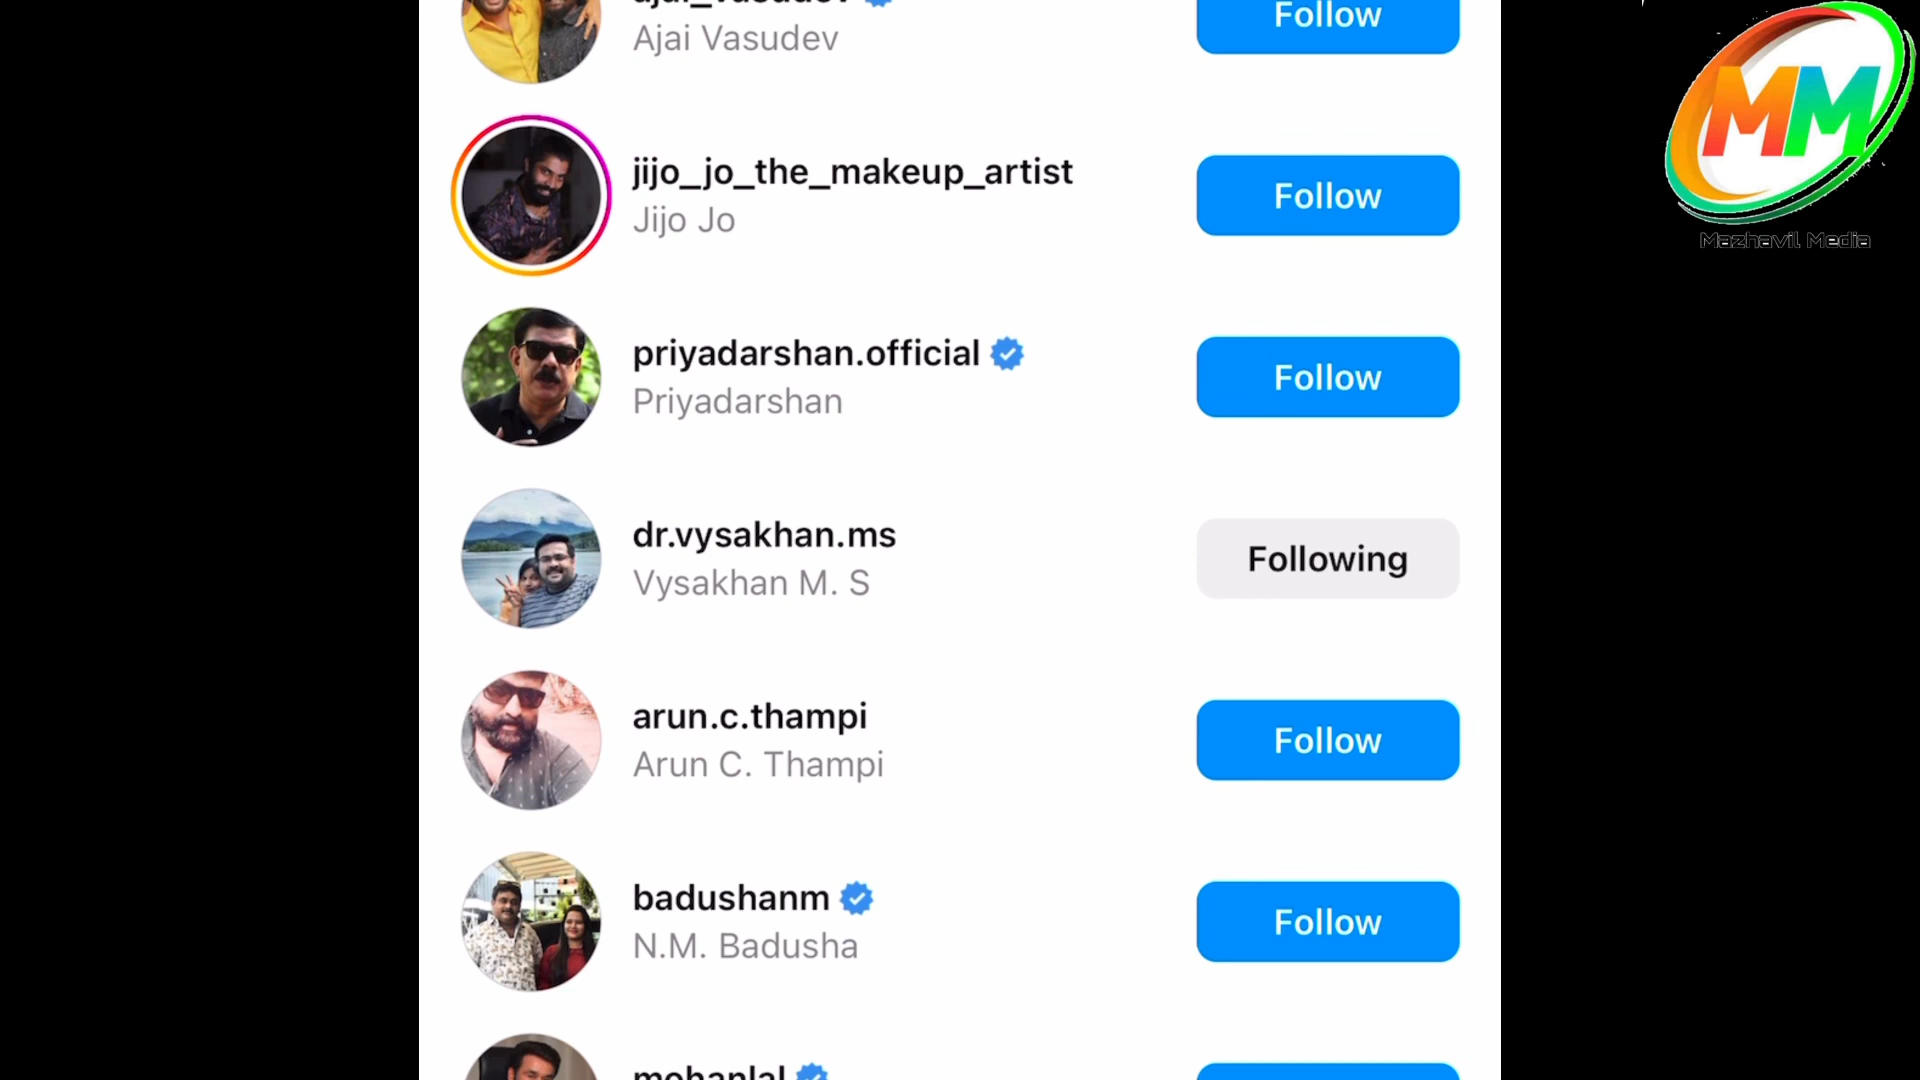 ajai_vasudev
Ajai Vasudev
Follow
jijo_jo_the_makeup_artist
Jijo Jo
Follow
priyadarshan.official
Priyadarshan
Follow
dr.vysakhan.ms
Vysakhan M. S
Following
arun.c.thampi
Arun C. Thampi
Follow
badushanm
N.M. Badusha
Follow
mohanlal
MM
Mazhavil Media